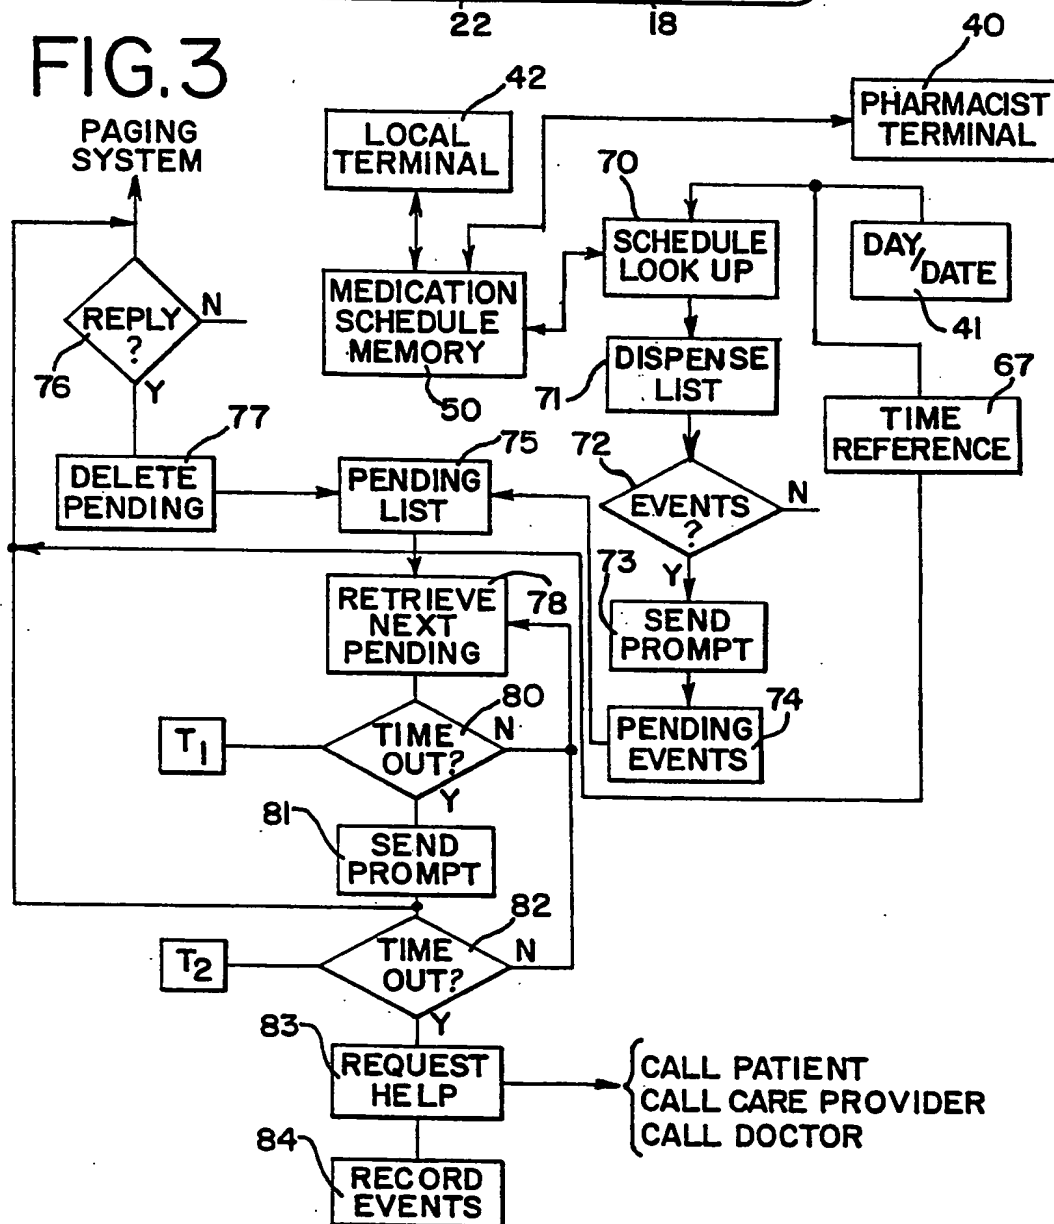 22
18
FIG.3
40
42
PAGING
SYSTEM
LOCAL
TERMINAL
PHARMACIST
TERMINAL
70
SCHEDULE
LOOK UP
DAY/
DATE
41
MEDICATION
SCHEDULE
MEMORY
50
REPLY
?
N
76
Y
71
DISPENSE
LIST
67
TIME
REFERENCE
77
DELETE
PENDING
75
PENDING
LIST
72
EVENTS
?
N
Y
73
SEND
PROMPT
RETRIEVE
NEXT
PENDING
78
74
PENDING
EVENTS
80
TIME
OUT?
N
Y
T1
81
SEND
PROMPT
82
TIME
OUT?
N
Y
T2
83
REQUEST
HELP
CALL PATIENT
CALL CARE PROVIDER
CALL DOCTOR
84
RECORD
EVENTS